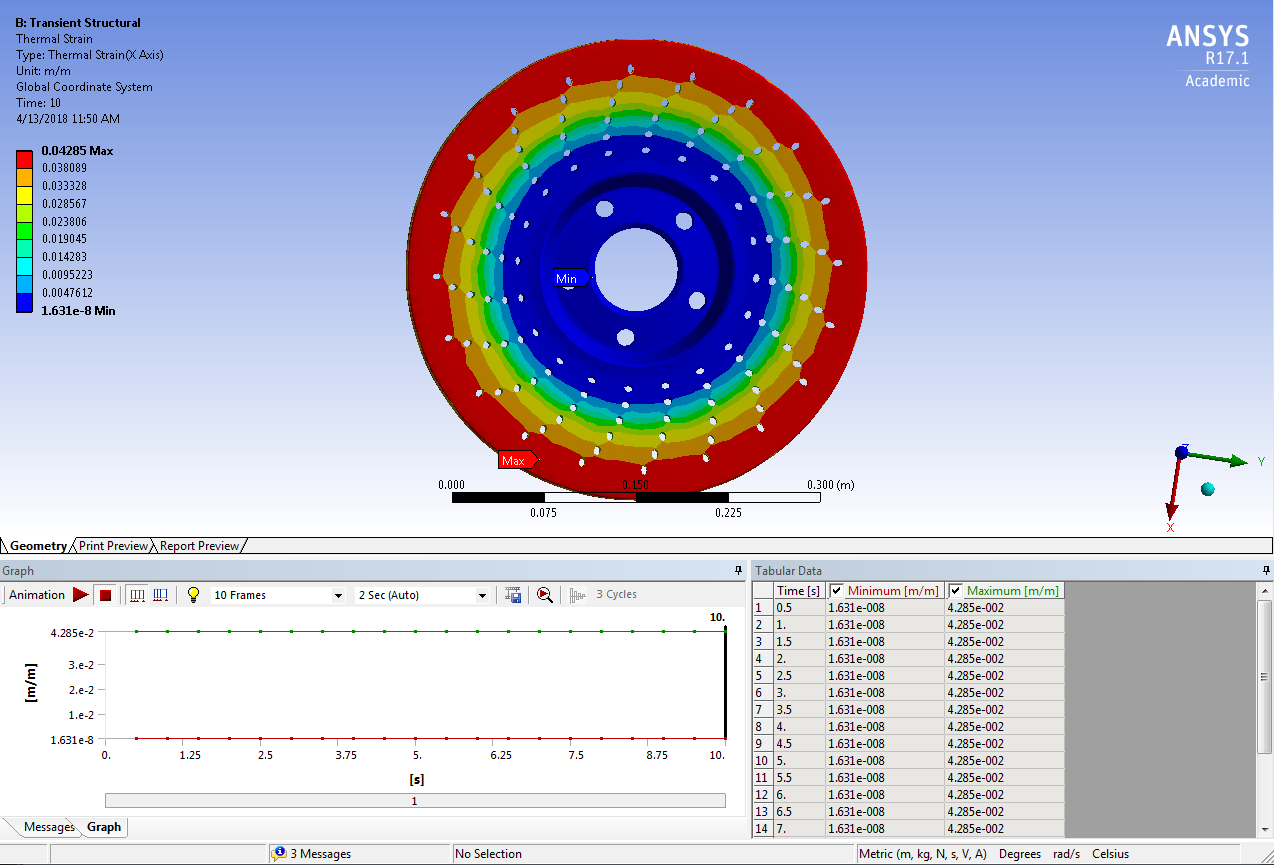 B: Transient Structural
Thermal Strain
Type: Thermal Strain(X Axis)
Unit: m/m
Global Coordinate System
Time: 10
4/13/2018 11:50 AM
ANSYS
R17.1
Academic
0.04285 Max
0.038089
0.033328
0.028567
0.023806
0.019045
0.014283
0.0095223
0.0047612
1.631e-8 Min
Min
Max
0.000 0.150 0.300 (m)
0.075 0.225
Z
Y
X
Geometry Print Preview Report Preview
Graph
Animation 10 Frames 2 Sec (Auto) 3 Cycles
10.
4.285e-2
3.e-2
2.e-2
1.e-2
1.631e-8
[m/m]
0. 1.25 2.5 3.75 5. 6.25 7.5 8.75 10.
[s]
1
Messages Graph
Tabular Data
Time [s] Minimum [m/m] Maximum [m/m]
1 0.5 1.631e-008 4.285e-002
2 1. 1.631e-008 4.285e-002
3 1.5 1.631e-008 4.285e-002
4 2. 1.631e-008 4.285e-002
5 2.5 1.631e-008 4.285e-002
6 3. 1.631e-008 4.285e-002
7 3.5 1.631e-008 4.285e-002
8 4. 1.631e-008 4.285e-002
9 4.5 1.631e-008 4.285e-002
10 5. 1.631e-008 4.285e-002
11 5.5 1.631e-008 4.285e-002
12 6. 1.631e-008 4.285e-002
13 6.5 1.631e-008 4.285e-002
14 7. 1.631e-008 4.285e-002
3 Messages No Selection Metric (m, kg, N, s, V, A) Degrees rad/s Celsius